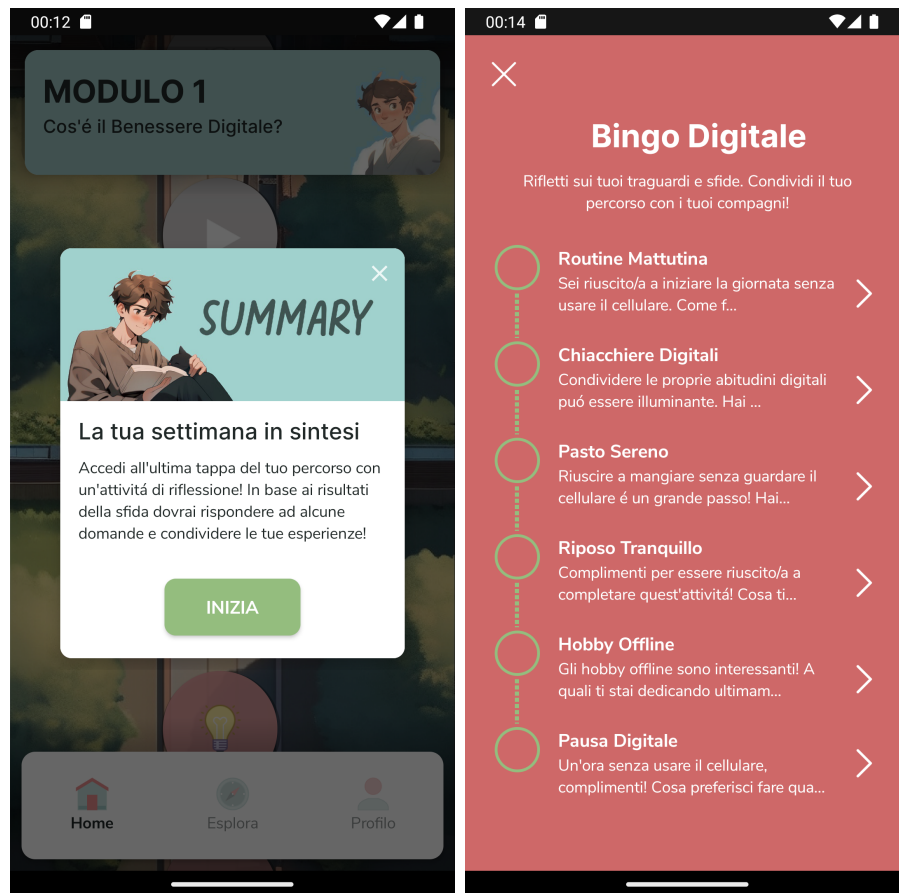 00:12
MODULO 1
Cos'é il Benessere Digitale?
SUMMARY
La tua settimana in sintesi
Accedi all'ultima tappa del tuo percorso con
un'attivitá di riflessione! In base ai risultati
della sfida dovrai rispondere ad alcune
domande e condividere le tue esperienze!
INIZIA
Home
Esplora
Profilo
00:14
Bingo Digitale
Rifletti sui tuoi traguardi e sfide. Condividi il tuo
percorso con i tuoi compagni!
Routine Mattutina
Sei riuscito/a a iniziare la giornata senza
usare il cellulare. Come f...
Chiacchiere Digitali
Condividere le proprie abitudini digitali
puó essere illuminante. Hai ...
Pasto Sereno
Riuscire a mangiare senza guardare il
cellulare é un grande passo! Hai...
Riposo Tranquillo
Complimenti per essere riuscito/a a
completare quest'attivitá! Cosa ti...
Hobby Offline
Gli hobby offline sono interessanti! A
quali ti stai dedicando ultimam...
Pausa Digitale
Un'ora senza usare il cellulare,
complimenti! Cosa preferisci fare qua...